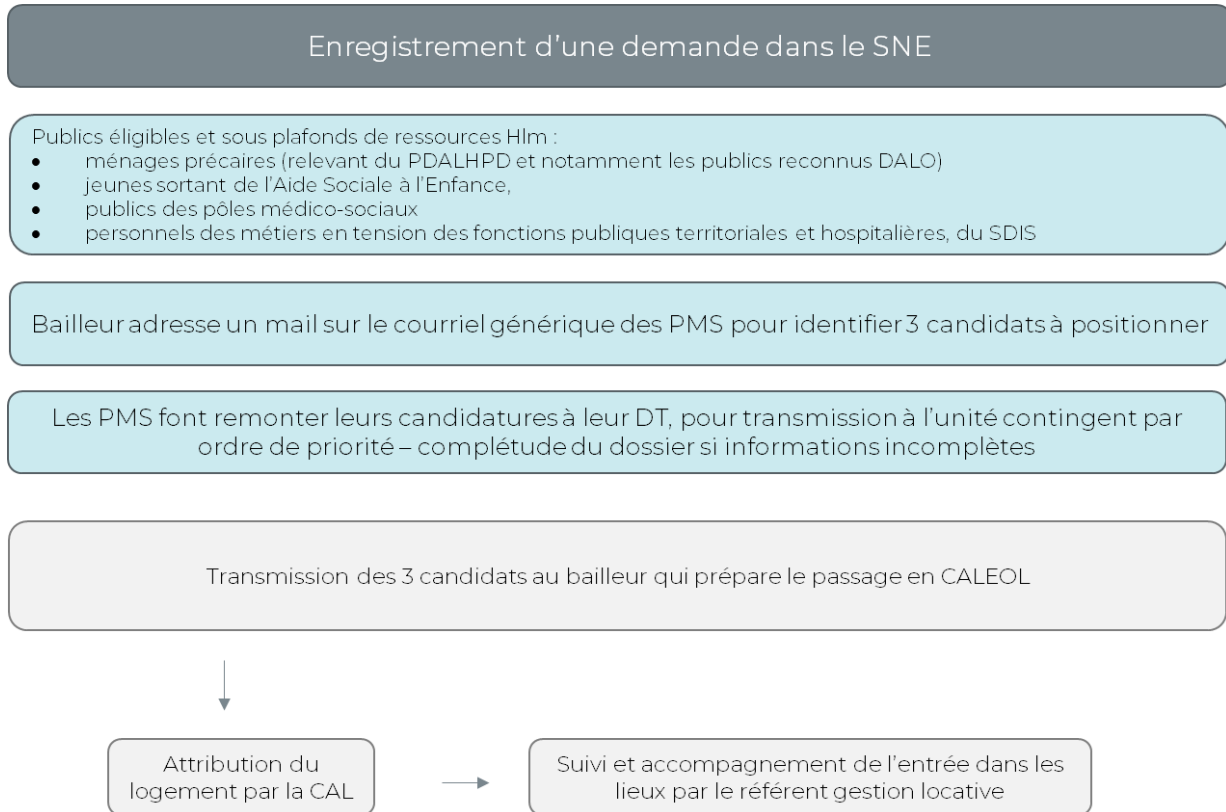 Enregistrement d’une demande dans le SNE
Publics éligibles et sous plafonds de ressources Hlm :
• ménages précaires (relevant du PDALHPD et notamment les publics reconnus DALO)
• jeunes sortant de l’Aide Sociale à l’Enfance,
• publics des pôles médico-sociaux
• personnels des métiers en tension des fonctions publiques territoriales et hospitalières, du SDIS
Bailleur adresse un mail sur le courriel générique des PMS pour identifier 3 candidats à positionner
Les PMS font remonter leurs candidatures à leur DT, pour transmission à l’unité contingent par
ordre de priorité – complétude du dossier si informations incomplètes
Transmission des 3 candidats au bailleur qui prépare le passage en CALEOL
Attribution du
logement par la CAL
Suivi et accompagnement de l’entrée dans les
lieux par le référent gestion locative